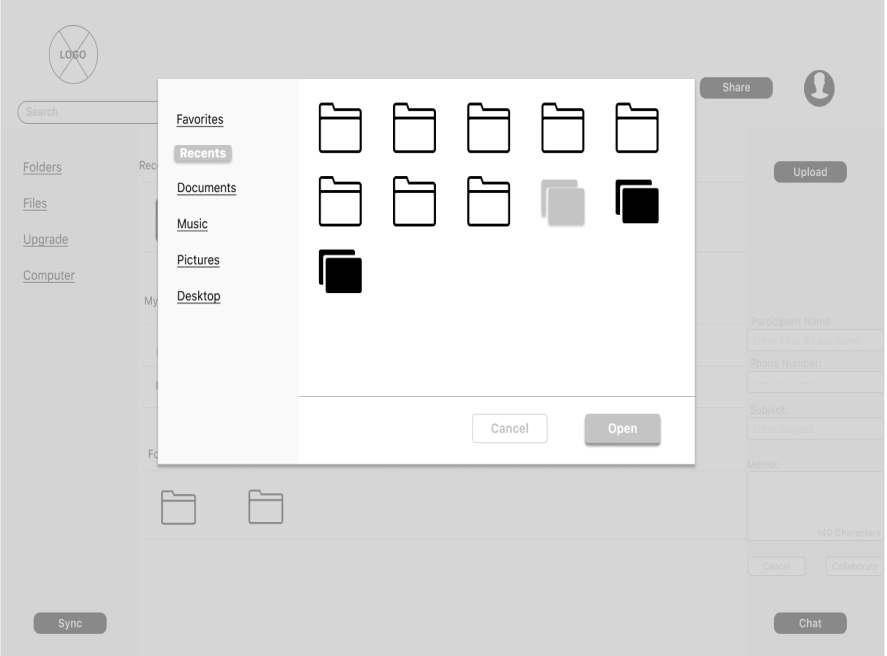 LOGO
Share
Search
Favorites
Recents
Documents
Music
Pictures
Desktop
Cancel
Open
Folders
Files
Upgrade
Computer
Rec
My
Fo
Upload
Participant Name:
Enter First & Last name
Phone Number:
Subject:
Enter subject
Memo:
140 Characters
Cancel
Collaborate
Sync
Chat